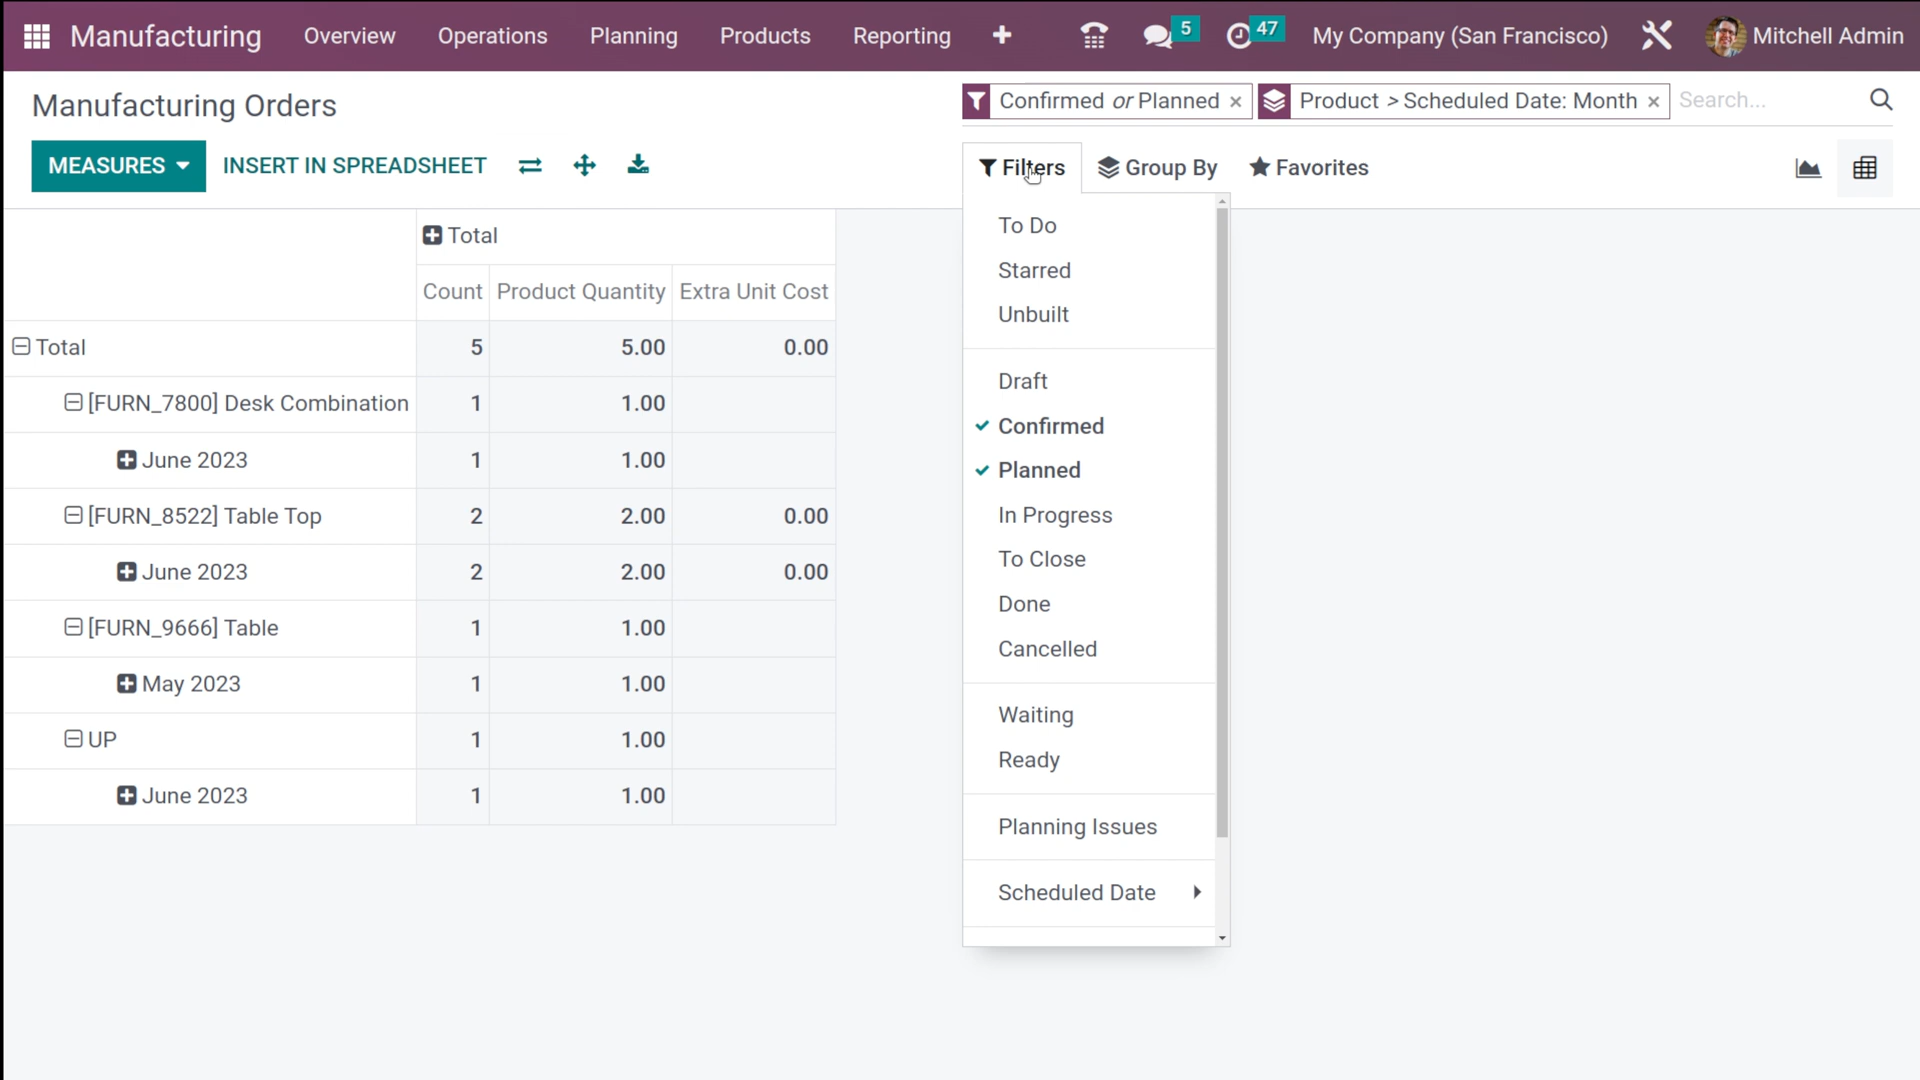 Manufacturing Overview Operations Planning Products Reporting 5 47 My Company (San Francisco) Mitchell Admin
Manufacturing Orders
Confirmed or Planned × Product > Scheduled Date: Month × Search...
MEASURES INSERT IN SPREADSHEET
Filters Group By Favorites
Total
Count Product Quantity Extra Unit Cost
Total 5 5.00 0.00
[FURN_7800] Desk Combination 1 1.00
June 2023 1 1.00
[FURN_8522] Table Top 2 2.00 0.00
June 2023 2 2.00 0.00
[FURN_9666] Table 1 1.00
May 2023 1 1.00
UP 1 1.00
June 2023 1 1.00
To Do
Starred
Unbuilt
Draft
Confirmed
Planned
In Progress
To Close
Done
Cancelled
Waiting
Ready
Planning Issues
Scheduled Date